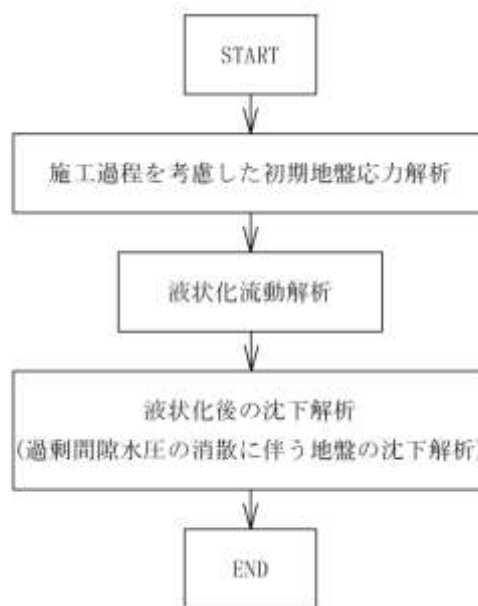 START
施工過程を考慮した初期地盤応力解析
液状化流動解析
液状化後の沈下解析
(過剰間隙水圧の消散に伴う地盤の沈下解析)
END